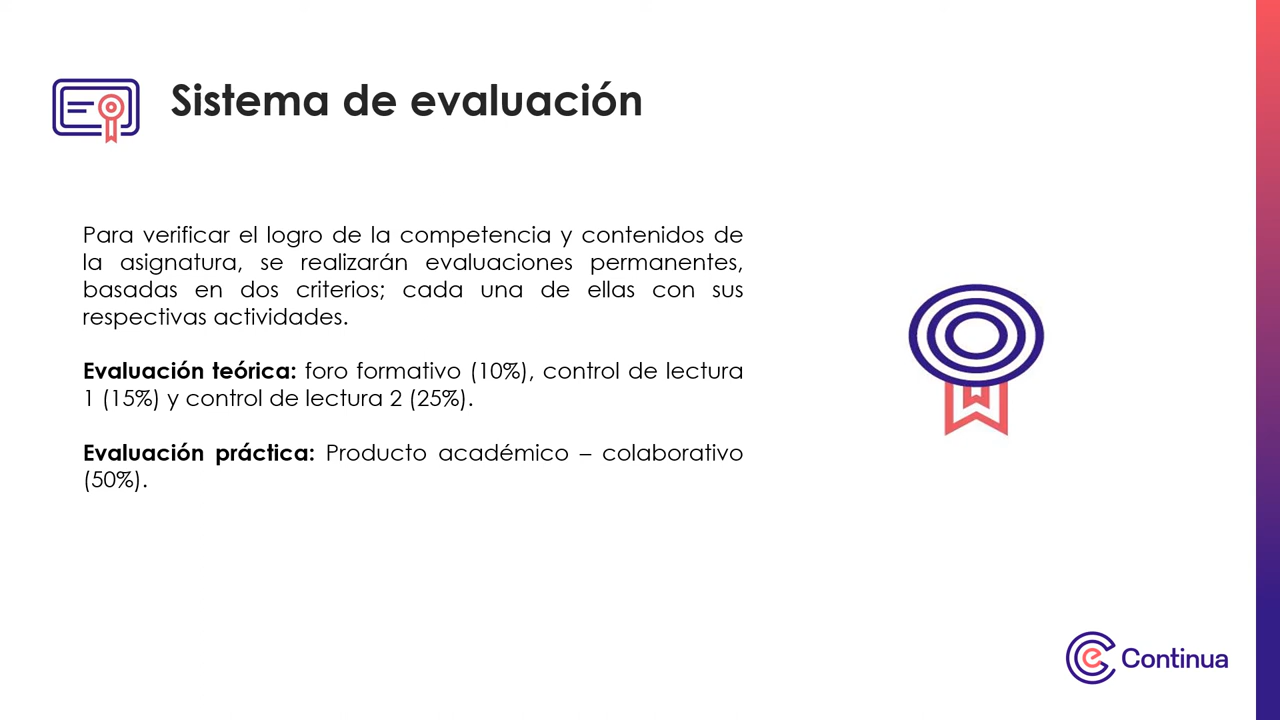 Sistema de evaluación
Para verificar el logro de la competencia y contenidos de
la asignatura, se realizarán evaluaciones permanentes,
basadas en dos criterios; cada una de ellas con sus
respectivas actividades.
Evaluación teórica: foro formativo (10%), control de lectura
1 (15%) y control de lectura 2 (25%).
Evaluación práctica: Producto académico – colaborativo
(50%).
e Continua